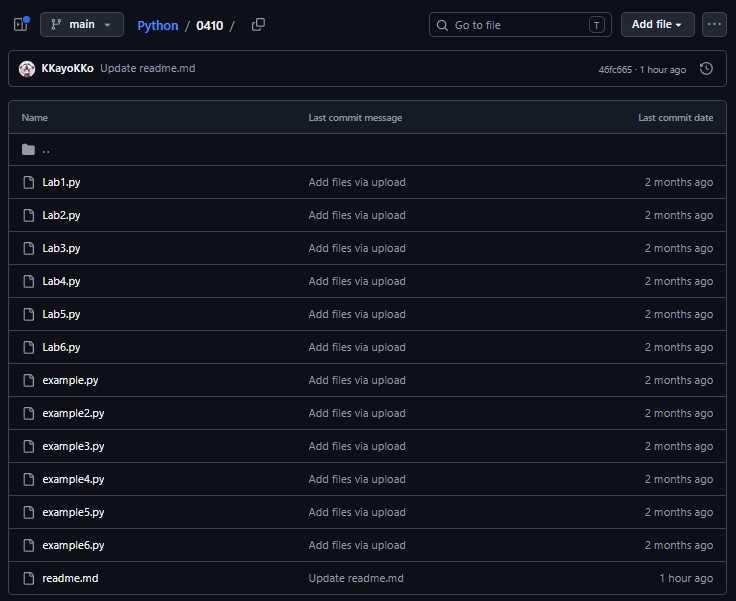 main
Python / 0410 /
Go to file
T
Add file
KKayoKKo Update readme.md
46fc665 · 1 hour ago
Name Last commit message Last commit date
..
Lab1.py Add files via upload 2 months ago
Lab2.py Add files via upload 2 months ago
Lab3.py Add files via upload 2 months ago
Lab4.py Add files via upload 2 months ago
Lab5.py Add files via upload 2 months ago
Lab6.py Add files via upload 2 months ago
example.py Add files via upload 2 months ago
example2.py Add files via upload 2 months ago
example3.py Add files via upload 2 months ago
example4.py Add files via upload 2 months ago
example5.py Add files via upload 2 months ago
example6.py Add files via upload 2 months ago
readme.md Update readme.md 1 hour ago